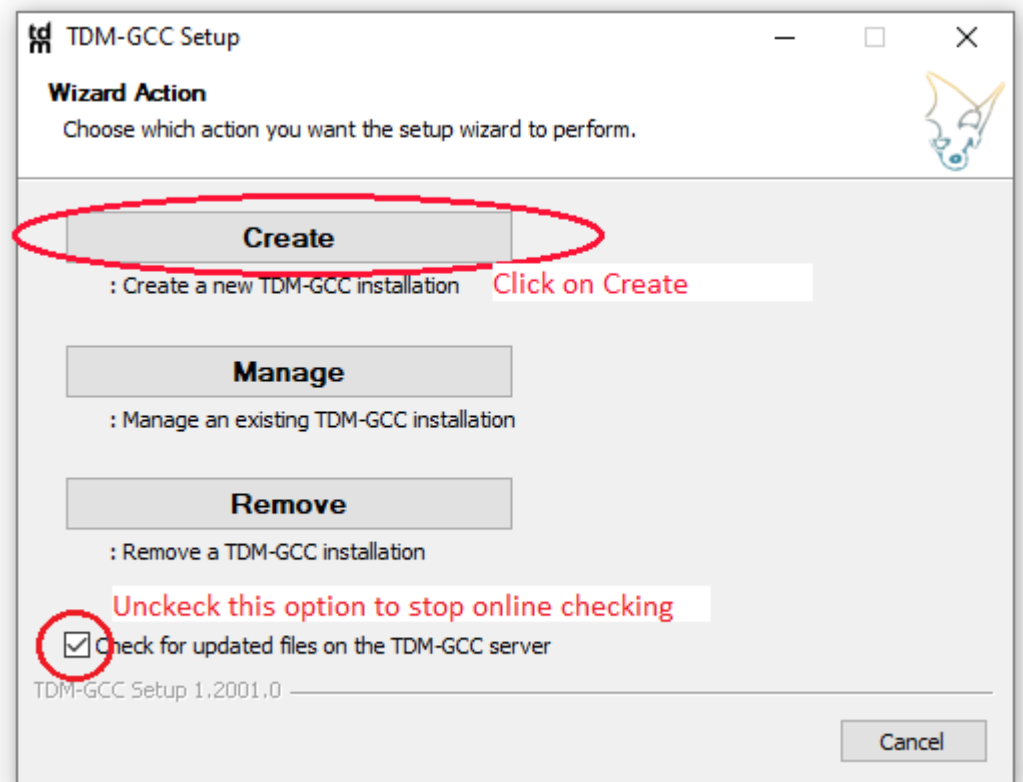 tdm TDM-GCC Setup
Wizard Action
Choose which action you want the setup wizard to perform.
Create
: Create a new TDM-GCC installation Click on Create
Manage
: Manage an existing TDM-GCC installation
Remove
: Remove a TDM-GCC installation
Unckeck this option to stop online checking
Check for updated files on the TDM-GCC server
TDM-GCC Setup 1.2001.0
Cancel